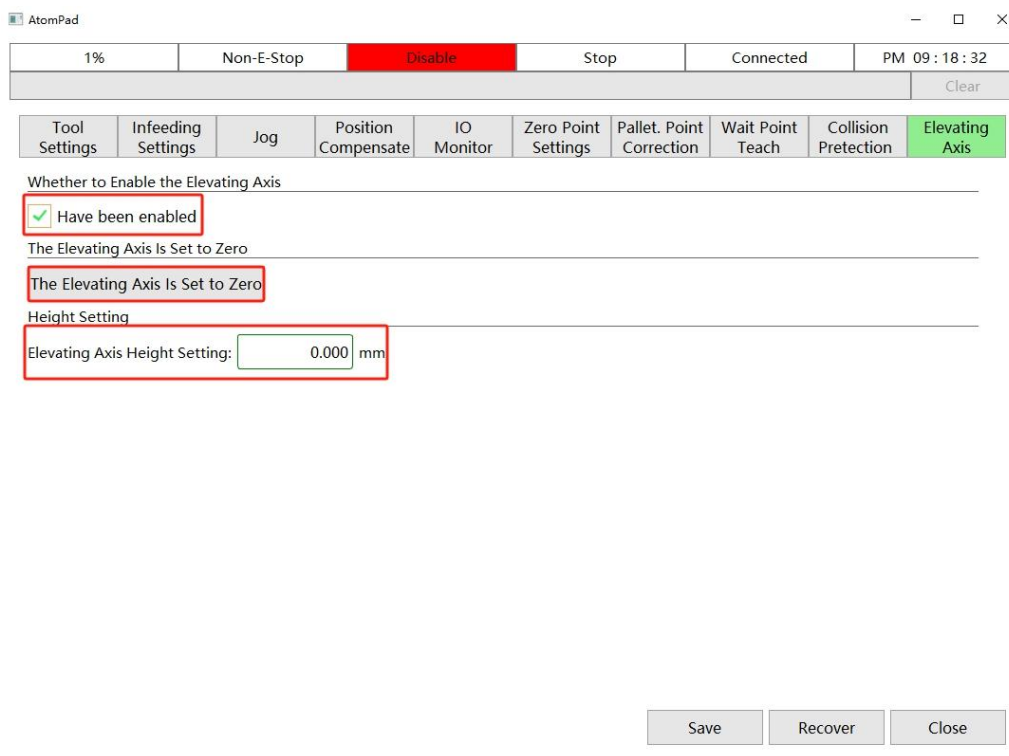 AtomPad
1% Non-E-Stop Disable Stop Connected PM 09 : 18 : 32
Clear
Tool Settings
Infeeding Settings
Jog
Position Compensate
IO Monitor
Zero Point Settings
Pallet. Point Correction
Wait Point Teach
Collision Pretection
Elevating Axis
Whether to Enable the Elevating Axis
Have been enabled
The Elevating Axis Is Set to Zero
The Elevating Axis Is Set to Zero
Height Setting
Elevating Axis Height Setting: 0.000 mm
Save Recover Close